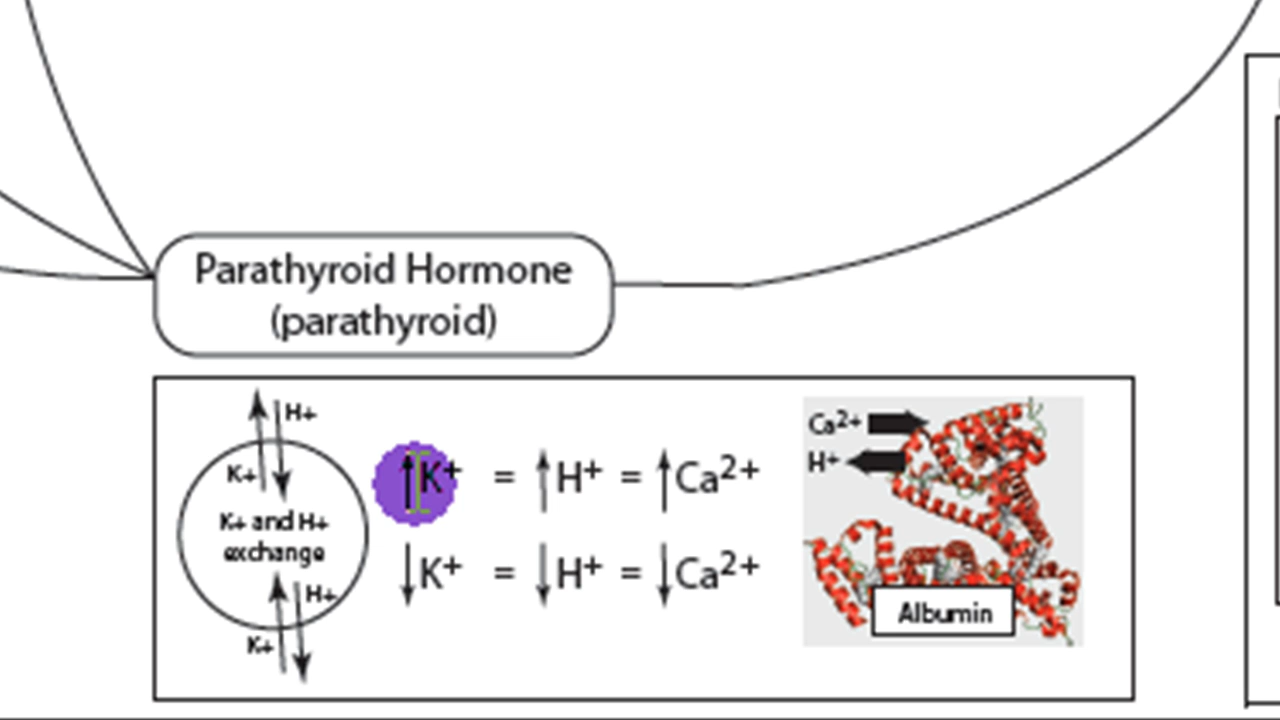 Parathyroid Hormone
(parathyroid)
H+
K+
K+ and H+
exchange
H+
K+
↑K+ = ↑H+ = ↑Ca2+
↓K+ = ↓H+ = ↓Ca2+
Ca2+
H+
Albumin